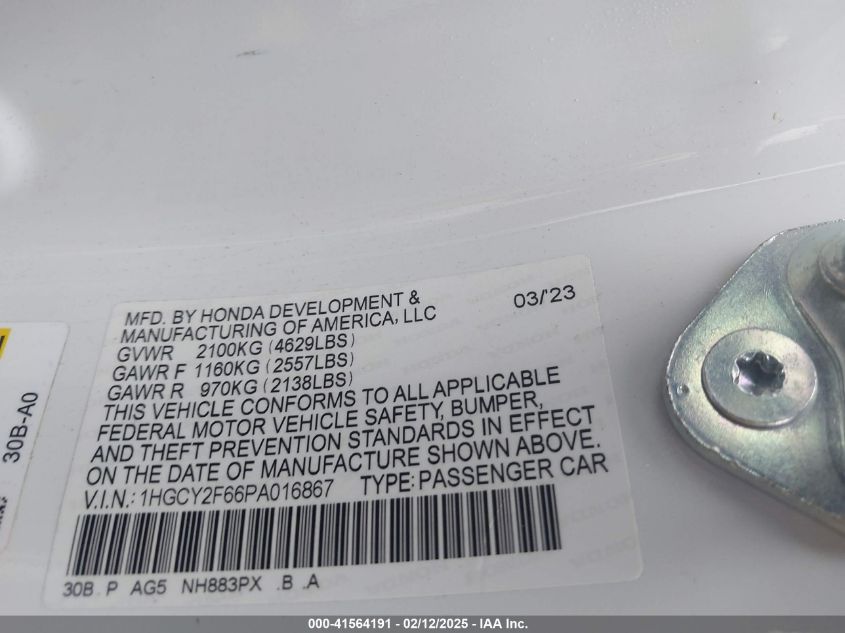 MFD. BY HONDA DEVELOPMENT & 03/'23
MANUFACTURING OF AMERICA, LLC
GVWR 2100KG (4629LBS)
GAWR F 1160KG (2557LBS)
GAWR R 970KG (2138LBS)
THIS VEHICLE CONFORMS TO ALL APPLICABLE
FEDERAL MOTOR VEHICLE SAFETY, BUMPER,
AND THEFT PREVENTION STANDARDS IN EFFECT
ON THE DATE OF MANUFACTURE SHOWN ABOVE.
V.I.N.: 1HGCY2F66PA016867 TYPE: PASSENGER CAR
30B P AG5 NH883PX .B .A
30B-A0
000-41564191 - 02/12/2025 - IAA Inc.